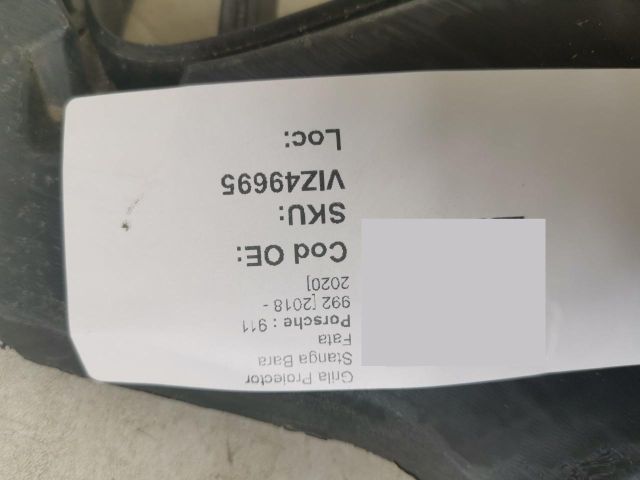 Grila Proiector
Stanga Bara
Fata
Porsche : 911
992 [2018 -
2020]
Cod OE:
SKU:
VIZ49695
Loc: